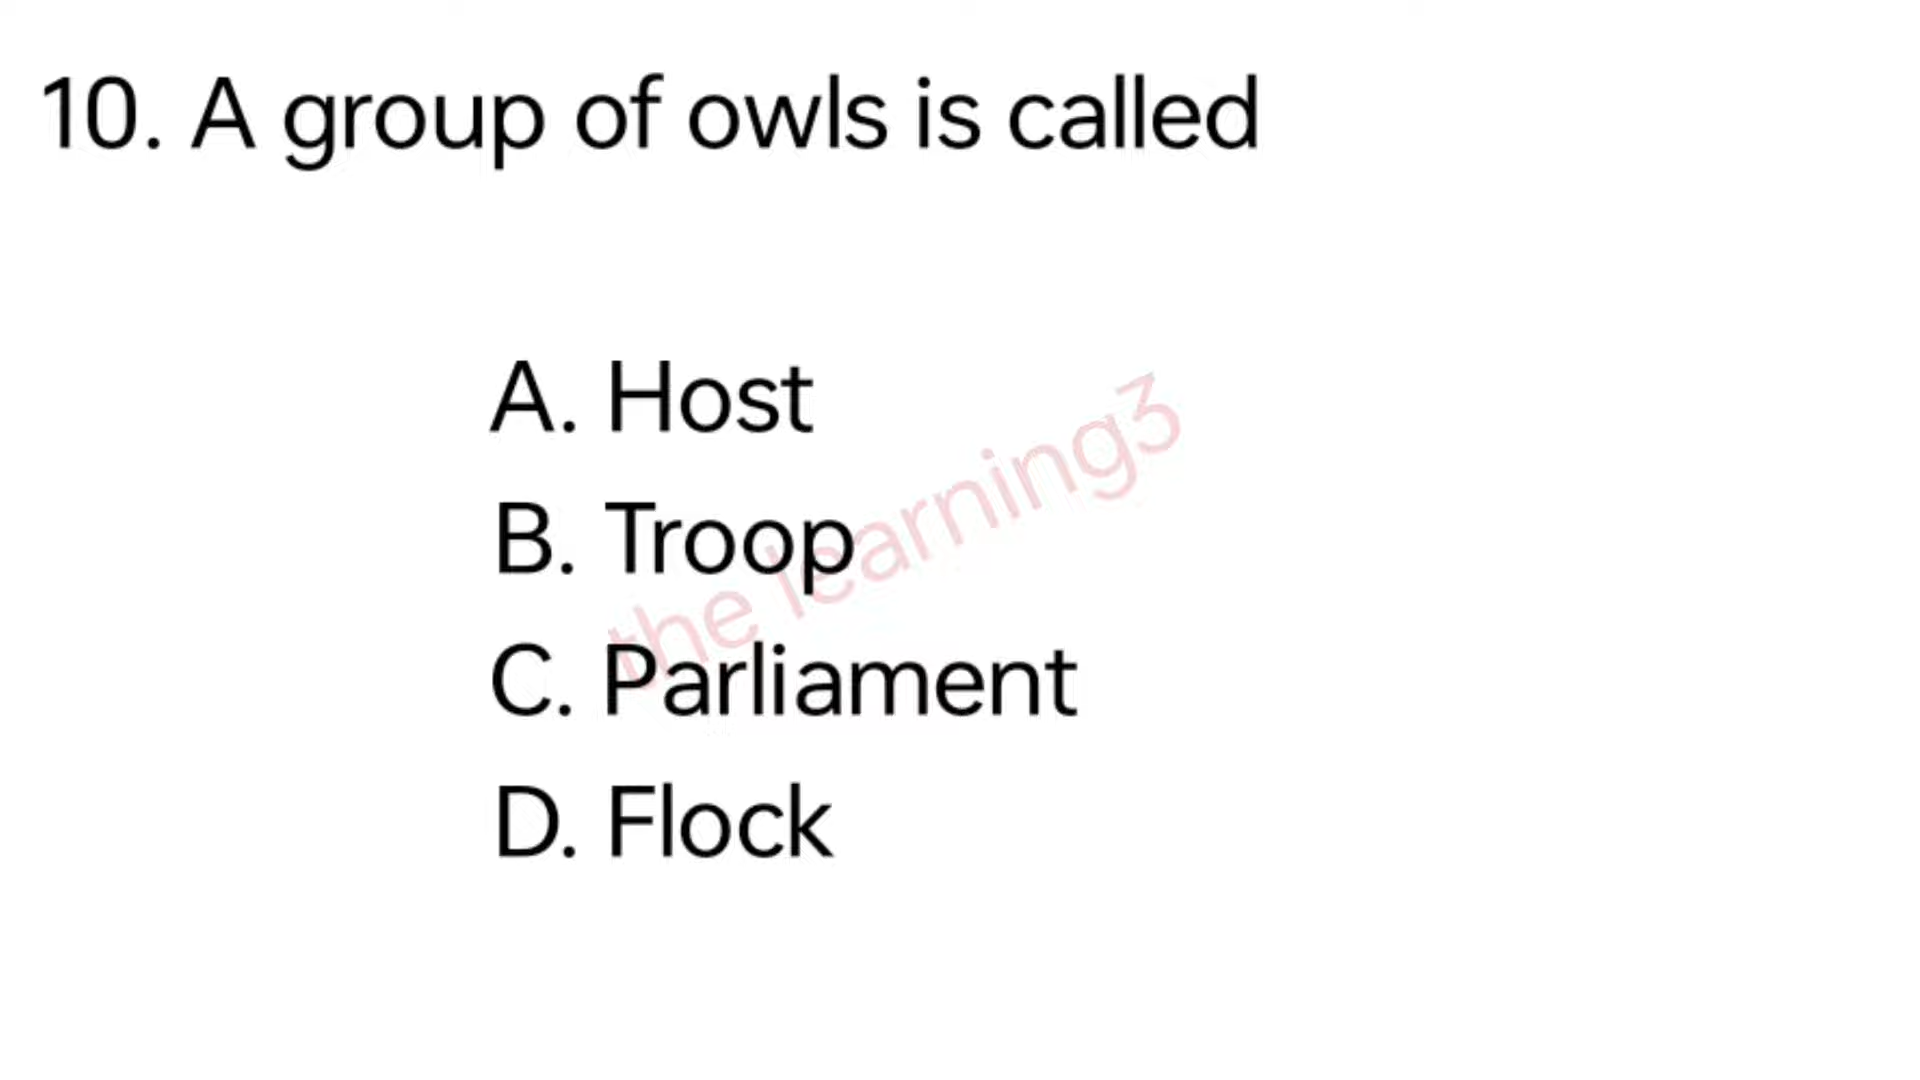 10. A group of owls is called
A. Host
B. Troop
C. Parliament
D. Flock
the learning3